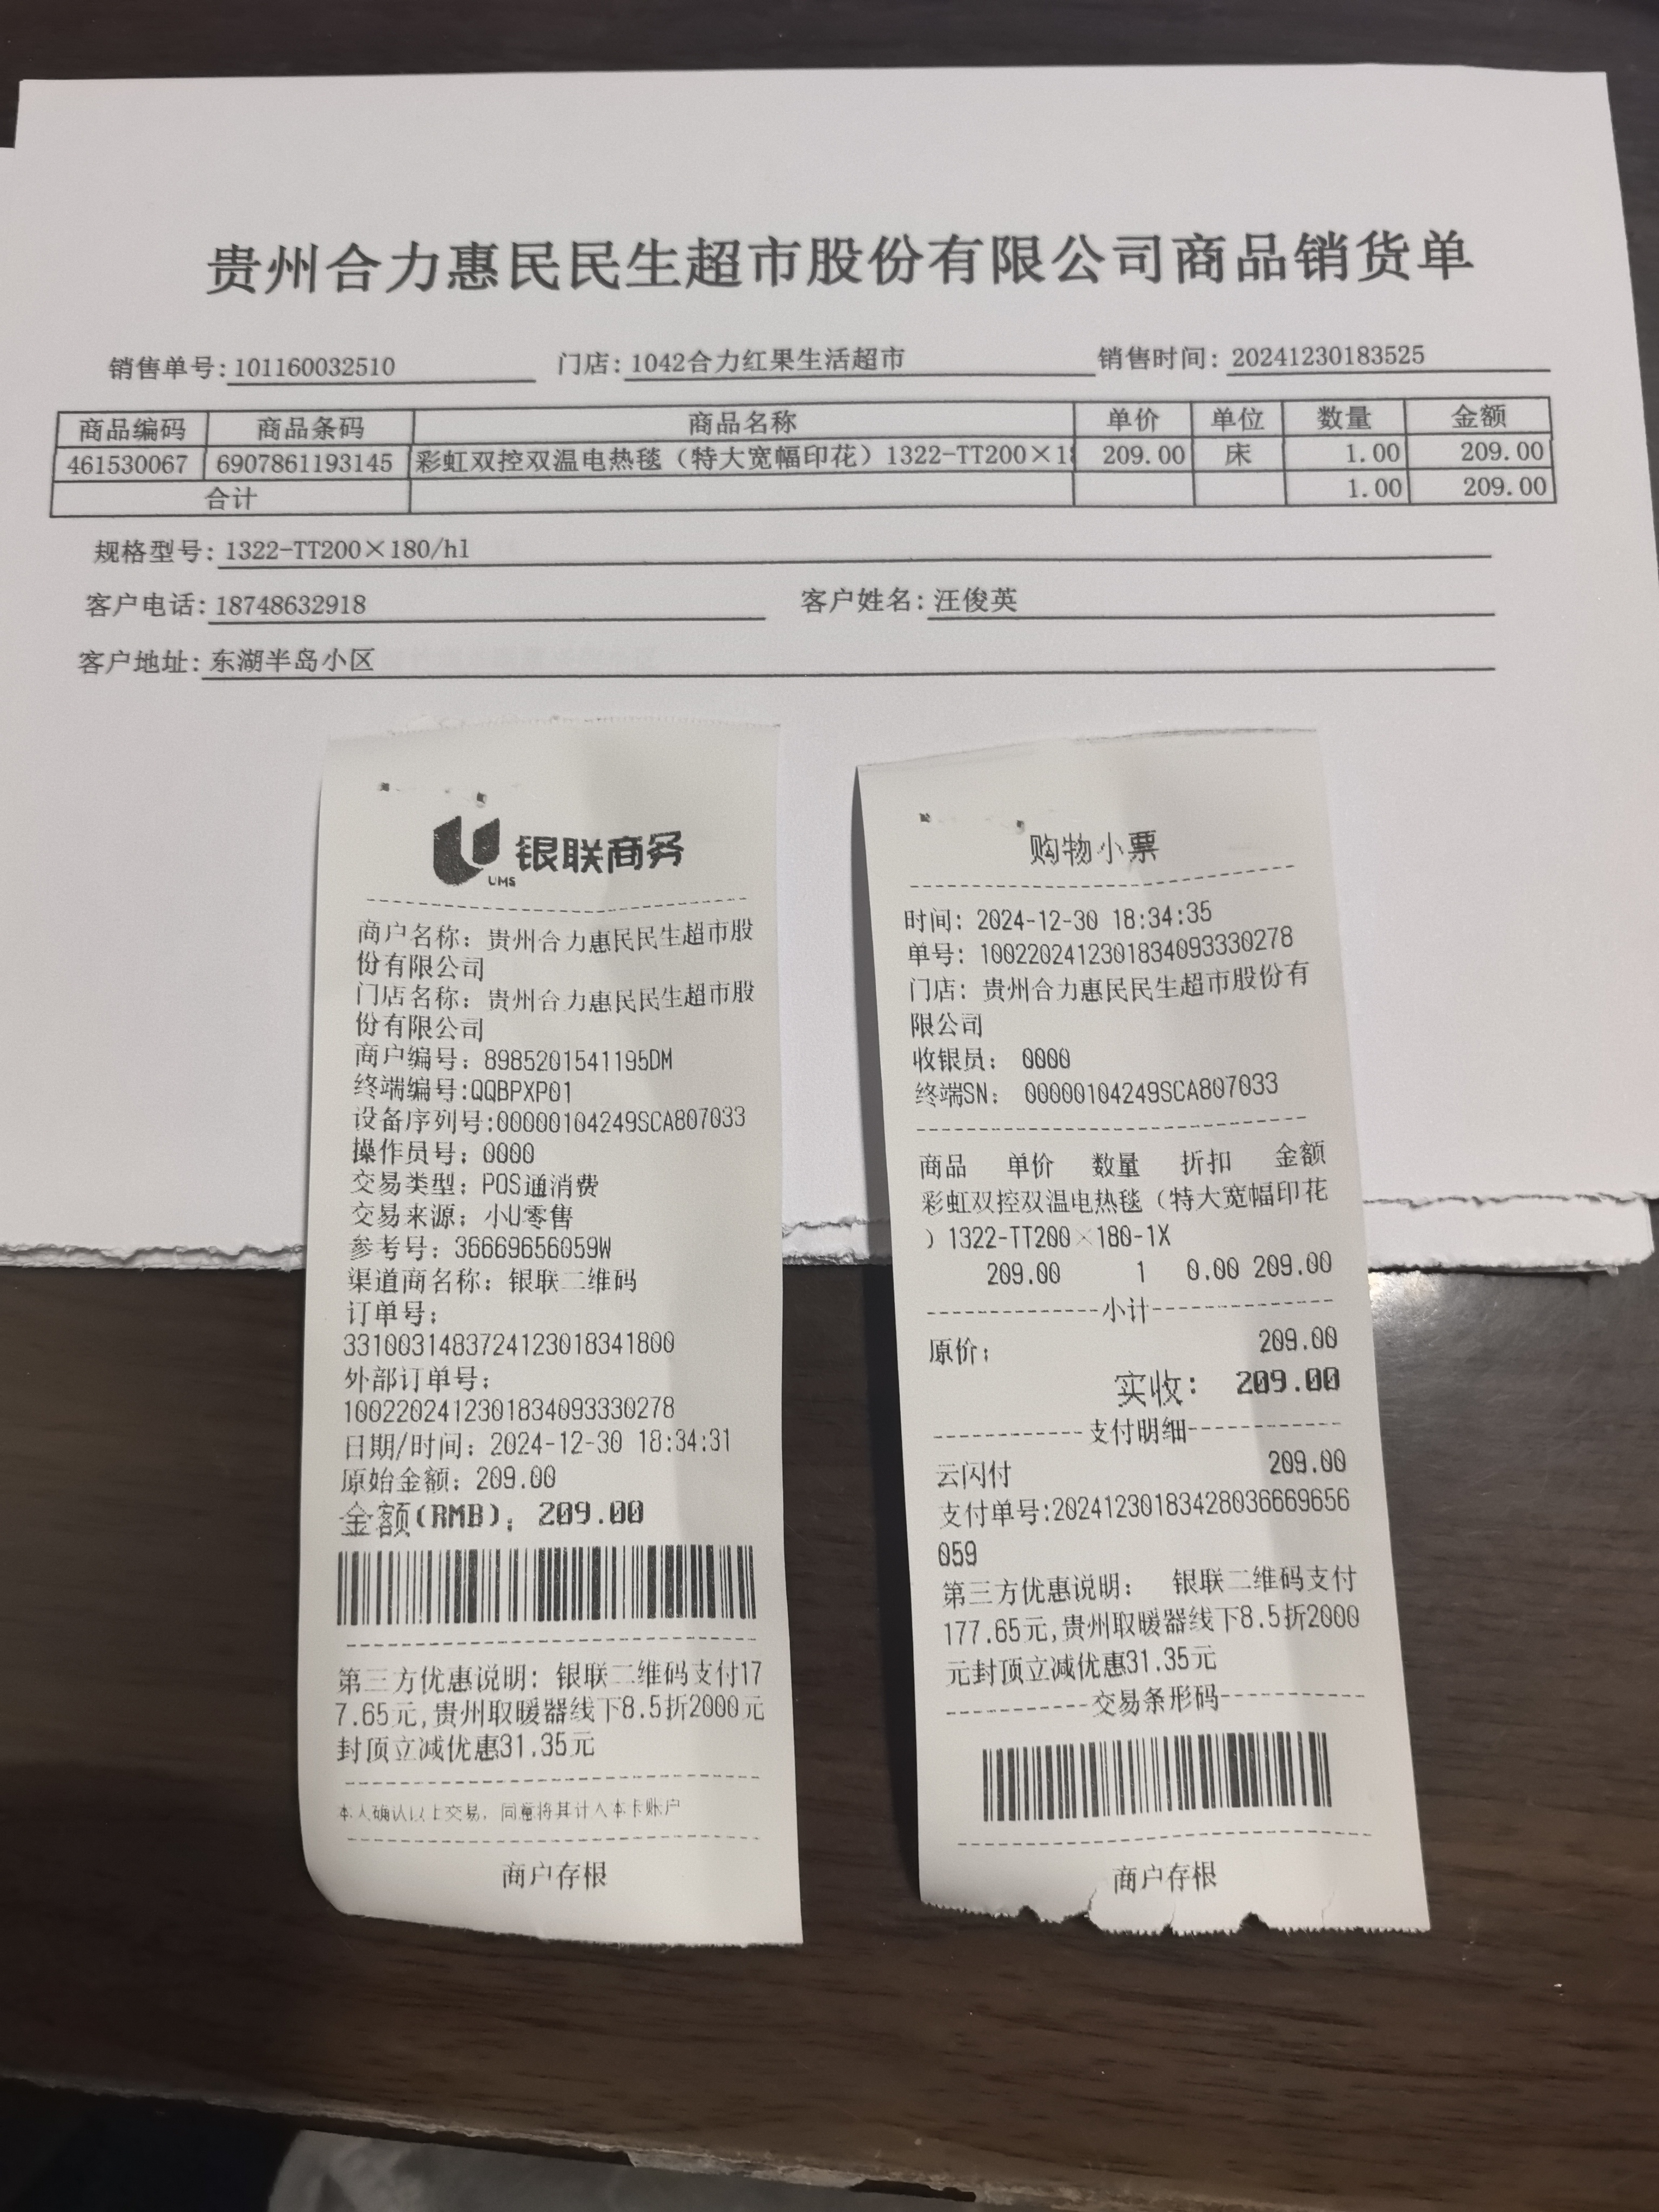 贵州合力惠民民生超市股份有限公司商品销货单
销售单号:101160032510 门店:1042合力红果生活超市 销售时间:20241230183525
商品编码 商品条码 商品名称 单价 单位 数量 金额
461530067 6907861193145 彩虹双控双温电热毯（特大宽幅印花）1322-TT200×1 209.00 床 1.00 209.00
合计 1.00 209.00
规格型号:1322-TT200×180/hl
客户电话:18748632918 客户姓名:汪俊英
客户地址:东湖半岛小区
银联商务
UMS
商户名称：贵州合力惠民民生超市股
份有限公司
门店名称：贵州合力惠民民生超市股
份有限公司
商户编号：8985201541195DM
终端编号:QQBPXP01
设备序列号:00000104249SCA807033
操作员号：0000
交易类型：POS通消费
交易来源：小U零售
参考号：36669656059W
渠道商名称：银联二维码
订单号：
33100314837241230183418​00
外部订单号：
10022024123018340933302​78
日期/时间：2024-12-30 18:34:31
原始金额：209.00
金额(RMB)：209.00
第三方优惠说明：银联二维码支付17
7.65元,贵州取暖器线下8.5折2000元
封顶立减优惠31.35元
本人确认以上交易，同意将其计入本卡账户
商户存根
购物小票
时间：2024-12-30 18:34:35
单号：1002202412301834093330278
门店：贵州合力惠民民生超市股份有
限公司
收银员： 0000
终端SN： 00000104249SCA807033
商品 单价 数量 折扣 金额
彩虹双控双温电热毯（特大宽幅印花
）1322-TT200×180-1X
209.00 1 0.00 209.00
小计
原价： 209.00
实收： 209.00
支付明细
云闪付 209.00
支付单号:202412301834280366​69656
059
第三方优惠说明： 银联二维码支付
177.65元,贵州取暖器线下8.5折2000
元封顶立减优惠31.35元
交易条形码
商户存根